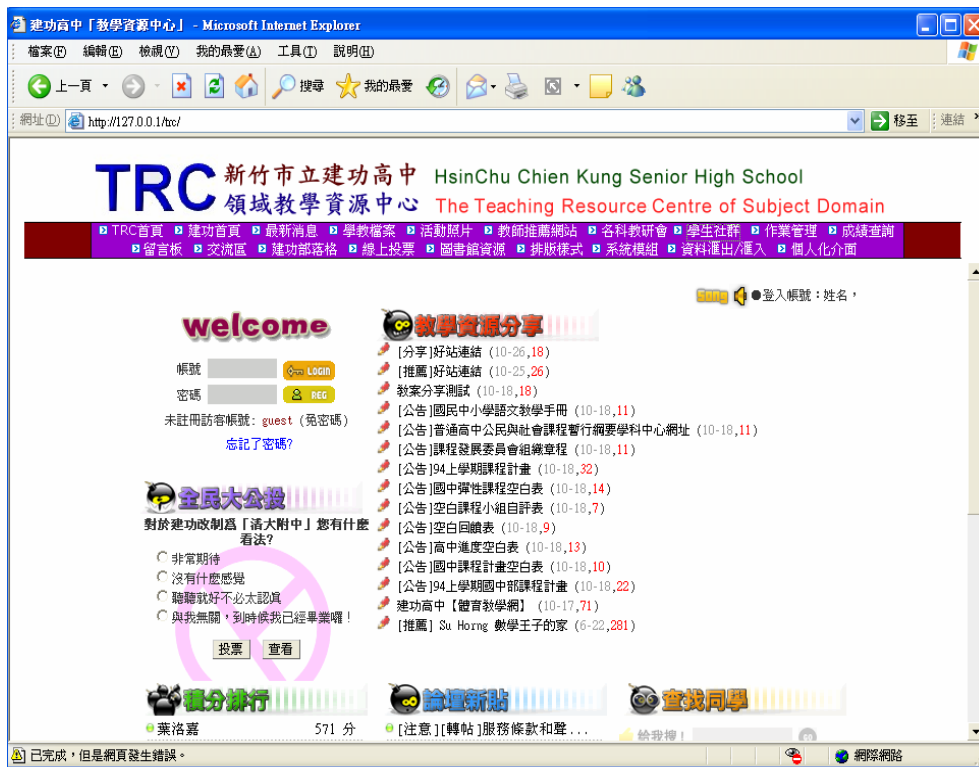 建功高中「教學資源中心」 - Microsoft Internet Explorer
檔案(F) 編輯(E) 檢視(V) 我的最愛(A) 工具(T) 說明(H)
上一頁 搜尋 我的最愛
網址(D) http://127.0.0.1/trc/ 移至 連結
TRC 新竹市立建功高中 HsinChu Chien Kung Senior High School
領域教學資源中心 The Teaching Resource Centre of Subject Domain
TRC首頁 建功首頁 最新消息 學教檔案 活動照片 教師推薦網站 各科教研會 學生社群 作業管理 成績查詢
留言板 交流區 建功部落格 線上投票 圖書館資源 排版樣式 系統模組 資料匯出/匯入 個人化介面
Song ●登入帳號：姓名，
welcome
帳號 LOGIN
密碼 REG
未註冊訪客帳號: guest (免密碼)
忘記了密碼?
全民大公投
對於建功改制為「清大附中」您有什麼
看法?
非常期待
沒有什麼感覺
聽聽就好不必太認真
與我無關，到時候我已經畢業囉！
投票 查看
教學資源分享
[分享]好站連結 (10-26,18)
[推薦]好站連結 (10-25,26)
教案分享測試 (10-18,18)
[公告]國民中小學語文教學手冊 (10-18,11)
[公告]普通高中公民與社會課程暫行綱要學科中心網址 (10-18,11)
[公告]課程發展委員會組織章程 (10-18,11)
[公告]94上學期課程計畫 (10-18,32)
[公告]國中彈性課程空白表 (10-18,14)
[公告]空白課程小組自評表 (10-18,7)
[公告]空白回饋表 (10-18,9)
[公告]高中進度空白表 (10-18,13)
[公告]國中課程計畫空白表 (10-18,10)
[公告]94上學期國中部課程計畫 (10-18,22)
建功高中【體育教學網】 (10-17,71)
[推薦] Su Horng 數學王子的家 (6-22,281)
積分排行
葉洛嘉 571 分
論壇新貼
[注意][轉帖]服務條款和聲...
查找同學
給我搜！ GO
已完成，但是網頁發生錯誤。 網際網路